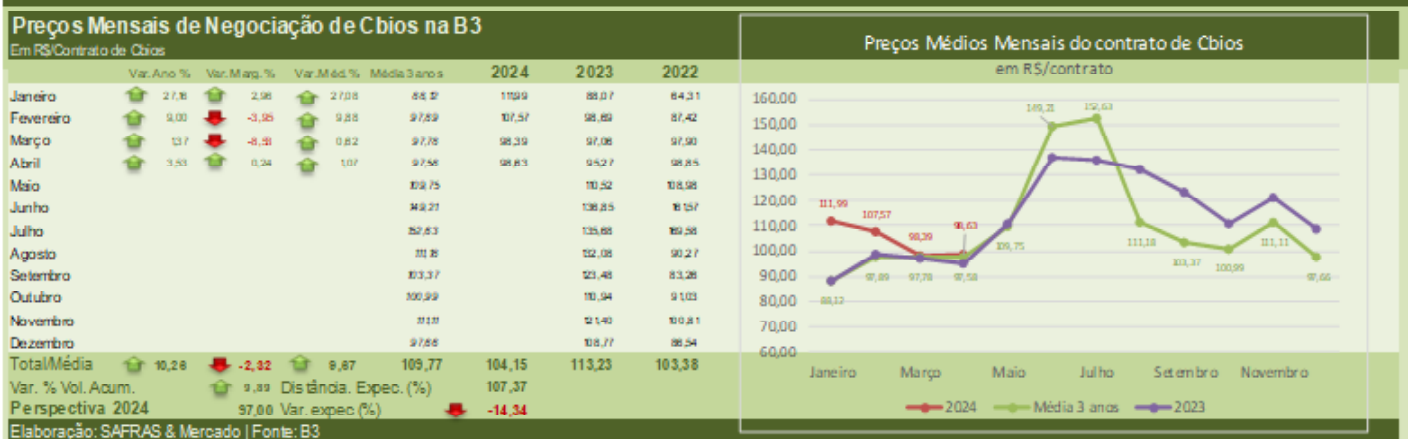 Preços Mensais de Negociação de Cbios na B3
Em R$/Contrato de Cbios
Var. Ano % Var. Marg. % Var. Méd. % Média 3 anos 2024 2023 2022
Janeiro 27,16 2,98 27,08 88,12 111,99 88,07 64,31
Fevereiro 9,00 -3,95 9,88 97,89 107,57 98,69 87,42
Março 1,37 -8,53 0,62 97,78 98,39 97,06 97,90
Abril 3,53 0,24 1,07 97,58 98,63 95,27 98,85
Maio 109,75 110,52 108,98
Junho 149,21 136,85 161,57
Julho 152,63 135,68 169,58
Agosto 111,18 132,08 90,27
Setembro 103,37 123,48 83,26
Outubro 100,99 110,94 91,03
Novembro 111,11 121,40 100,81
Dezembro 97,66 108,77 86,54
Total/Média 10,26 -2,32 9,67 109,77 104,15 113,23 103,38
Var. % Vol. Acum. 9,89 Distância. Expec. (%) 107,37
Perspectiva 2024 97,00 Var. expec (%) -14,34
Elaboração: SAFRAS & Mercado | Fonte: B3
Preços Médios Mensais do contrato de Cbios
em R$/contrato
160,00
150,00
140,00
130,00
120,00
110,00
100,00
90,00
80,00
70,00
60,00
149,21 152,63
111,99
107,57
98,39 98,63
109,75
111,18
103,37
100,99
111,11
97,66
88,12
97,89 97,78 97,58
Janeiro Março Maio Julho Setembro Novembro
2024 Média 3 anos 2023